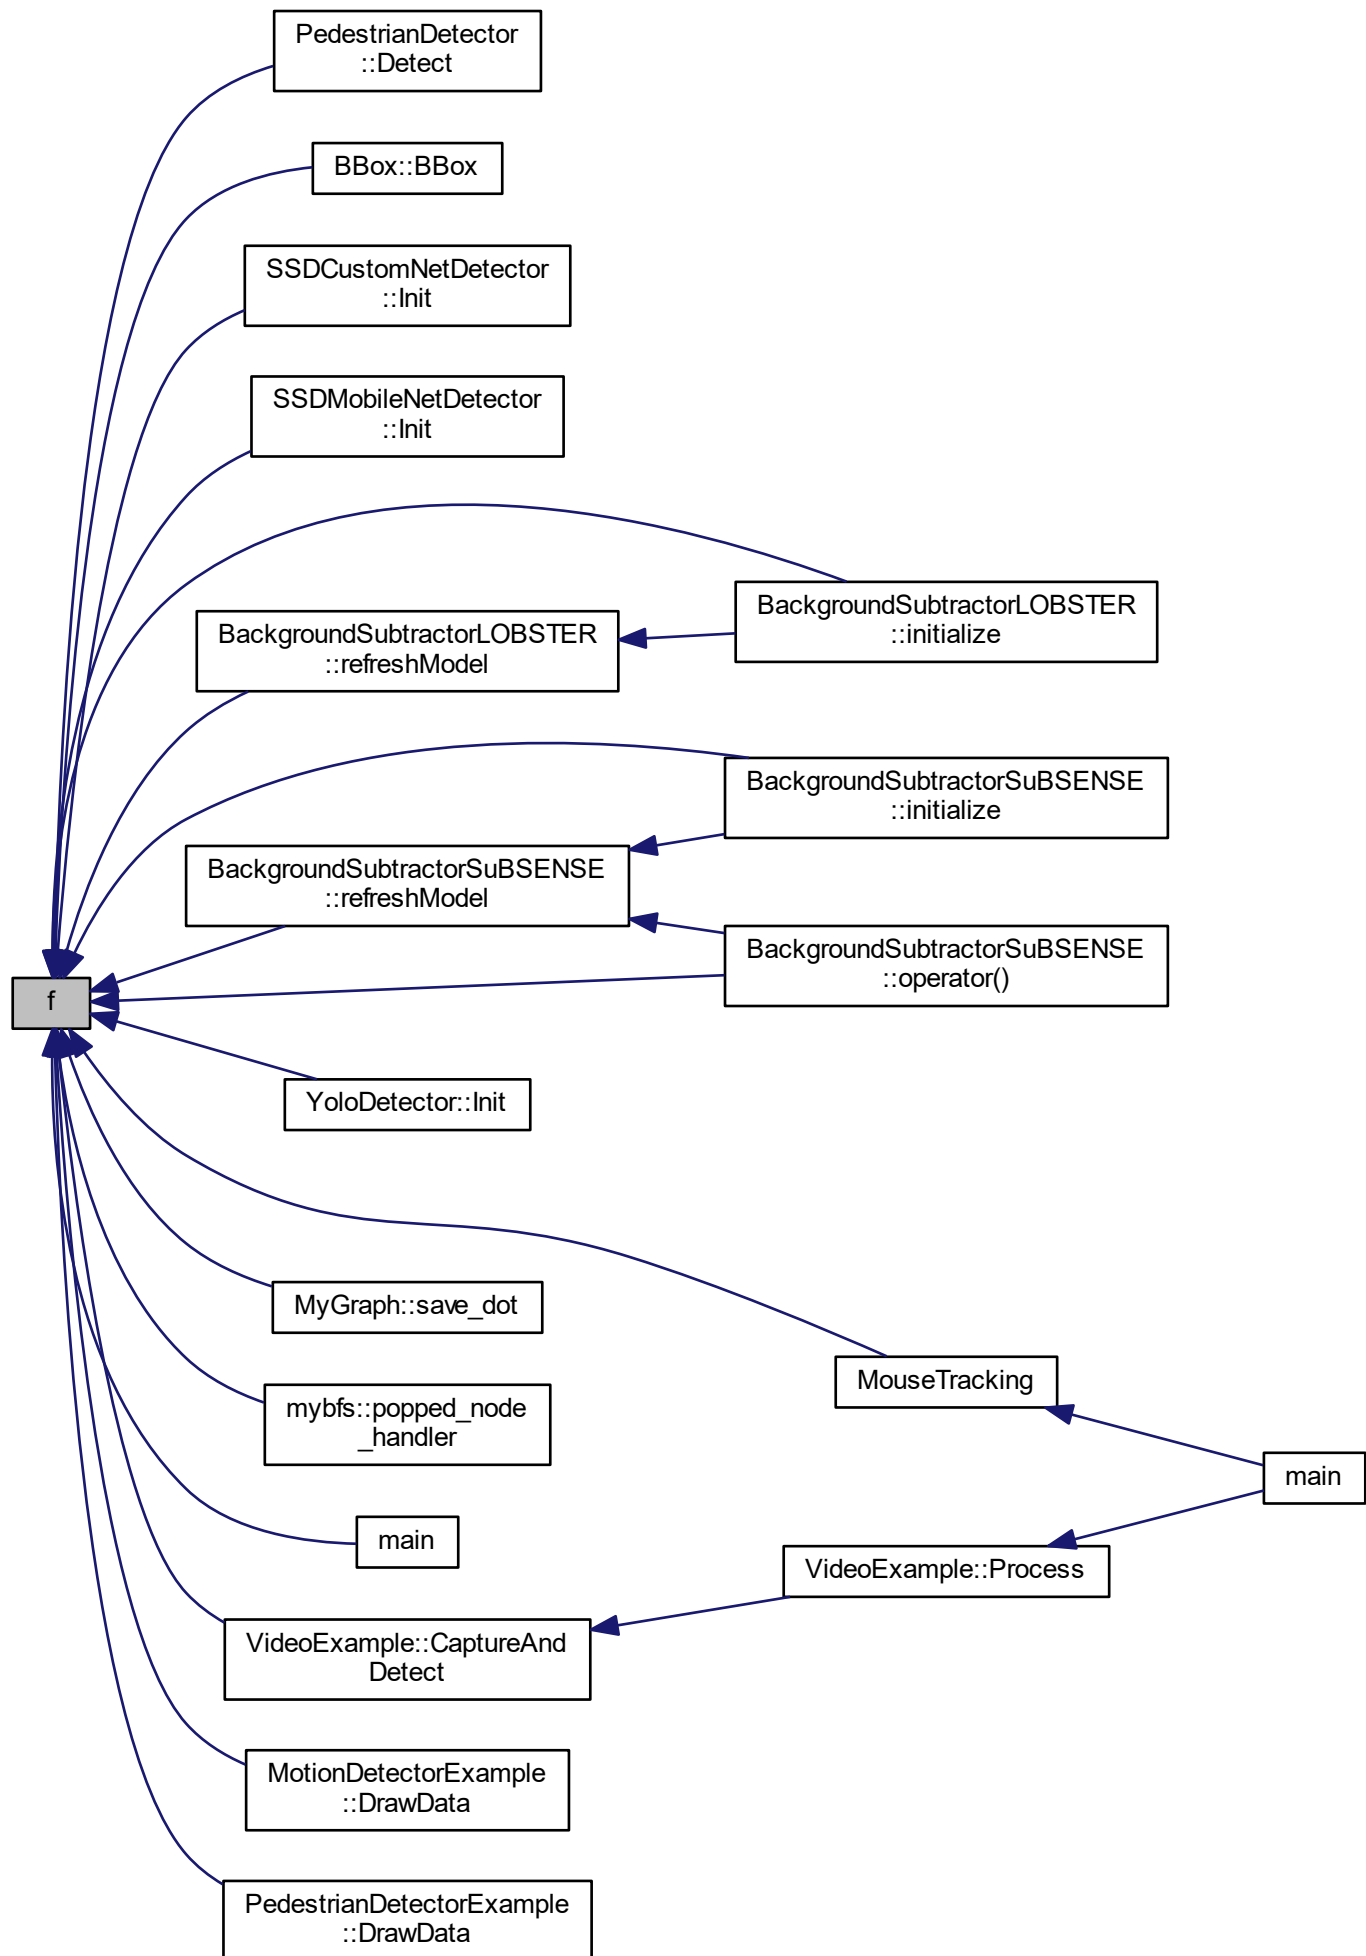 PedestrianDetector
::Detect
BBox::BBox
SSDCustomNetDetector
::Init
SSDMobileNetDetector
::Init
BackgroundSubtractorLOBSTER
::initialize
BackgroundSubtractorLOBSTER
::refreshModel
BackgroundSubtractorSuBSENSE
::initialize
BackgroundSubtractorSuBSENSE
::refreshModel
BackgroundSubtractorSuBSENSE
::operator()
f
YoloDetector::Init
MyGraph::save_dot
MouseTracking
mybfs::popped_node
_handler
main
main
VideoExample::Process
VideoExample::CaptureAnd
Detect
MotionDetectorExample
::DrawData
PedestrianDetectorExample
::DrawData